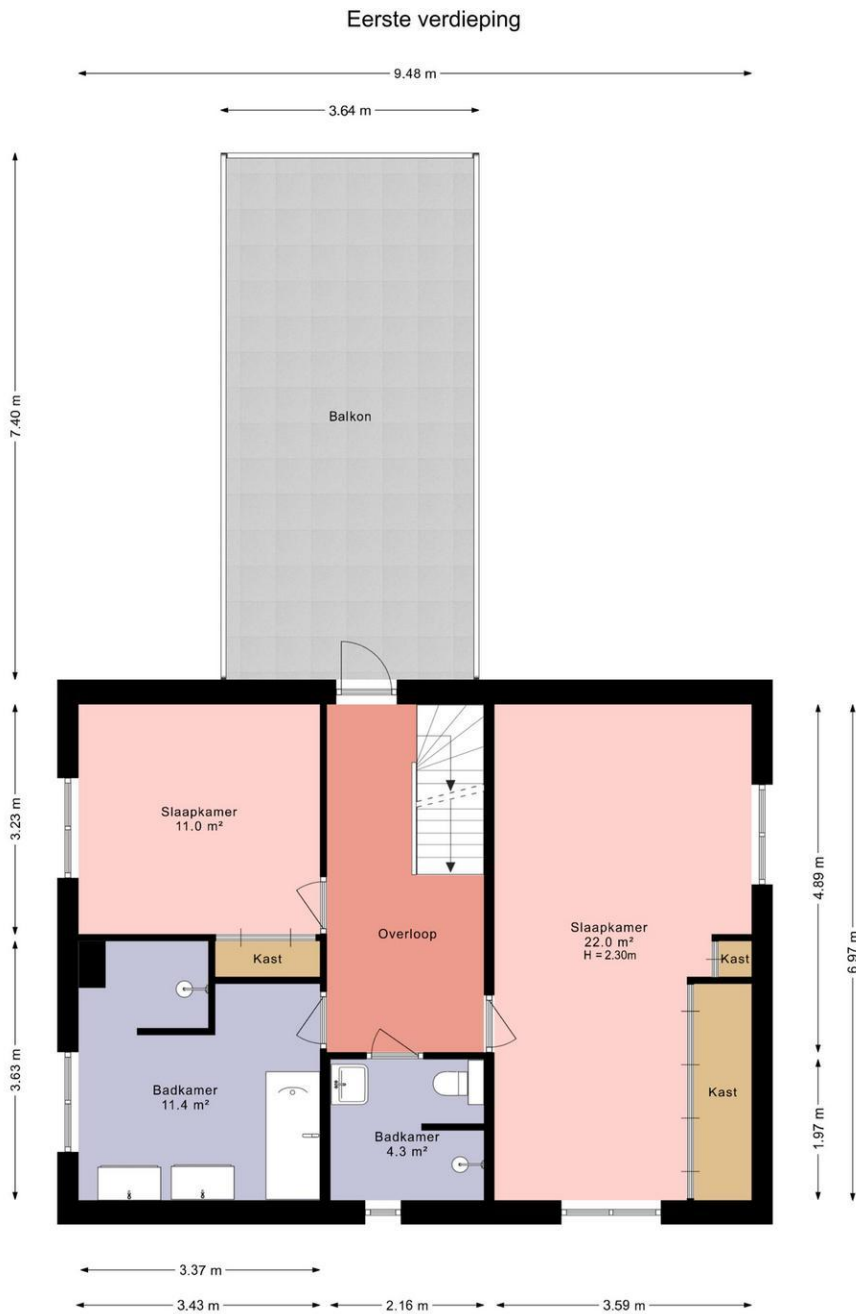 Eerste verdieping
9.48 m
3.64 m
7.40 m
Balkon
3.23 m
Slaapkamer
11.0 m²
4.89 m
Overloop
Slaapkamer
22.0 m²
H = 2.30m
6.97 m
Kast
Kast
3.63 m
Badkamer
11.4 m²
Kast
Badkamer
4.3 m²
1.97 m
3.37 m
3.43 m
2.16 m
3.59 m